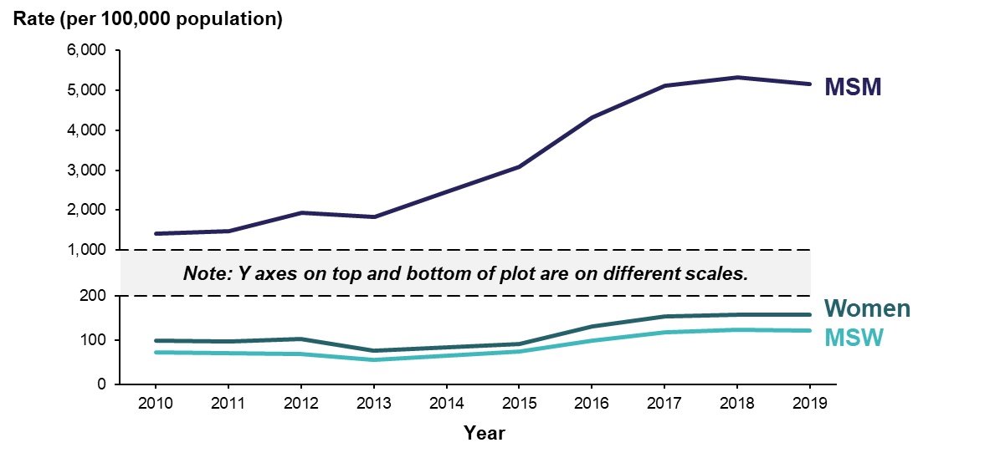 Rate (per 100,000 population)
6,000
5,000
MSM
4,000
3,000
2,000
1,000
Note: Y axes on top and bottom of plot are on different scales.
200
Women
MSW
100
0
2010 2011 2012 2013 2014 2015 2016 2017 2018 2019
Year